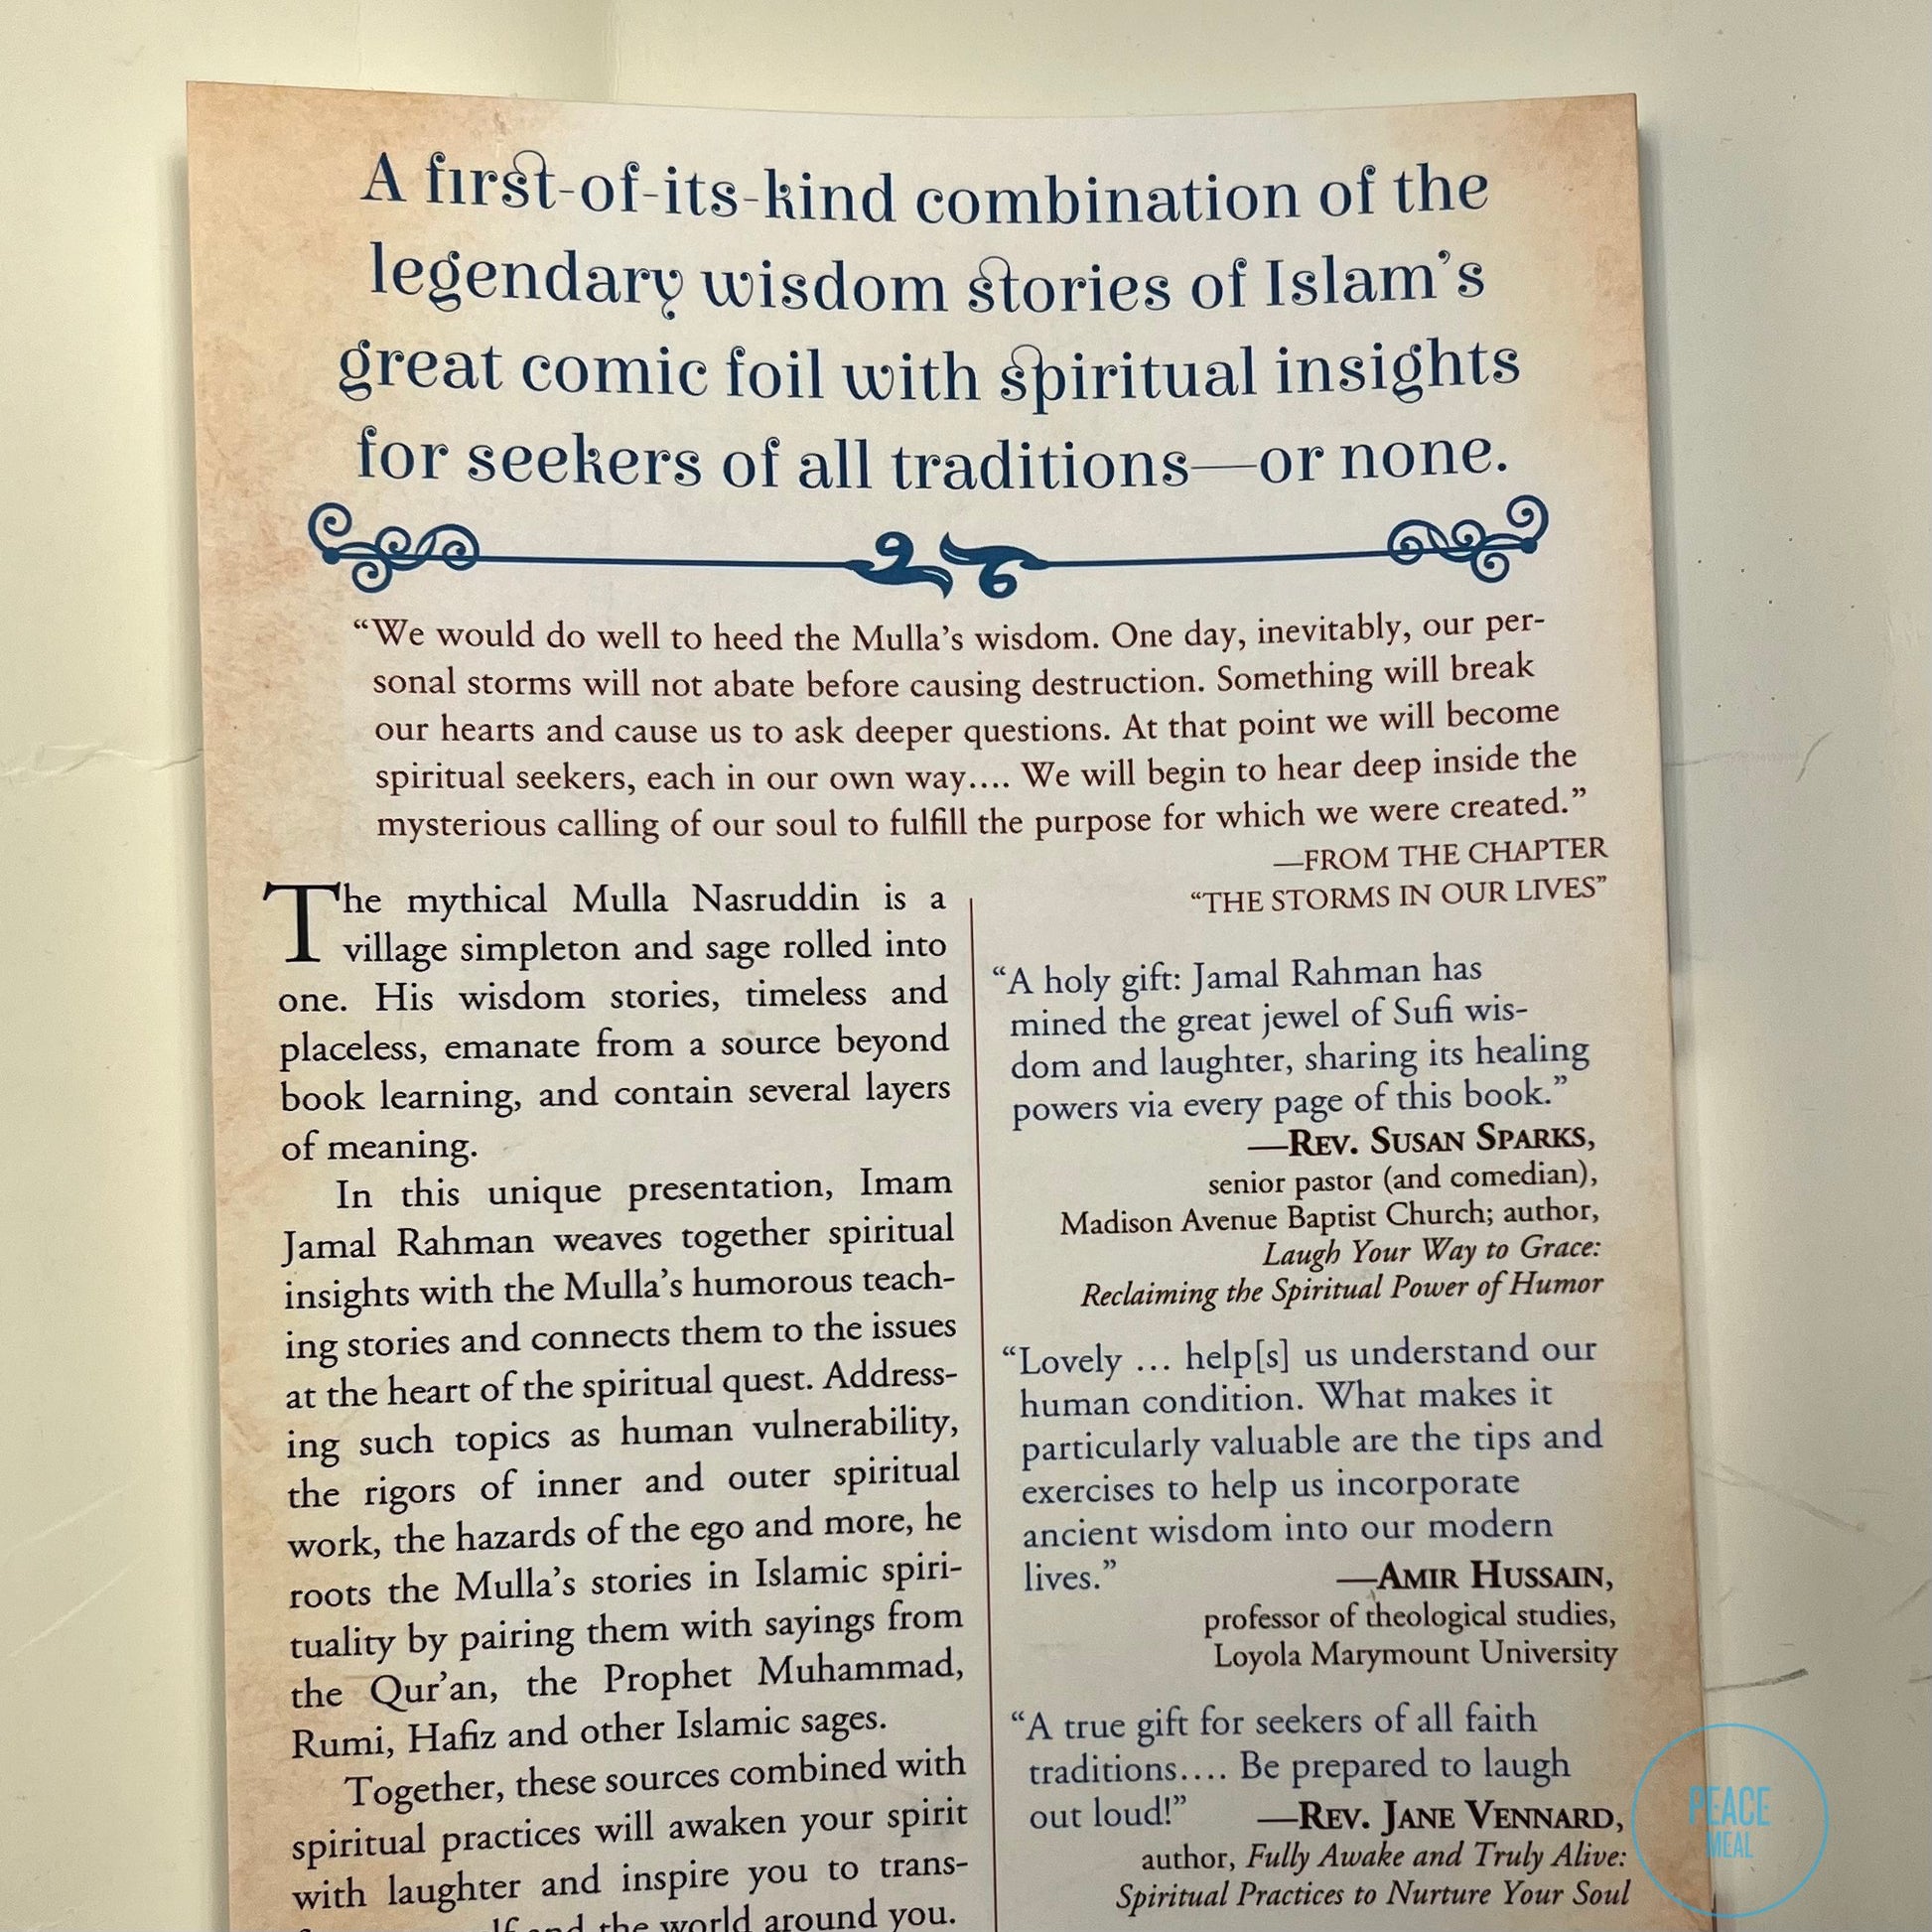 A first-of-its-kind combination of the
legendary wisdom stories of Islam's
great comic foil with spiritual insights
for seekers of all traditions—or none.
“We would do well to heed the Mulla’s wisdom. One day, inevitably, our per-
sonal storms will not abate before causing destruction. Something will break
our hearts and cause us to ask deeper questions. At that point we will become
spiritual seekers, each in our own way.... We will begin to hear deep inside the
mysterious calling of our soul to fulfill the purpose for which we were created.”
—FROM THE CHAPTER
“THE STORMS IN OUR LIVES”
The mythical Mulla Nasruddin is a
village simpleton and sage rolled into
one. His wisdom stories, timeless and
placeless, emanate from a source beyond
book learning, and contain several layers
of meaning.
In this unique presentation, Imam
Jamal Rahman weaves together spiritual
insights with the Mulla’s humorous teach-
ing stories and connects them to the issues
at the heart of the spiritual quest. Address-
ing such topics as human vulnerability,
the rigors of inner and outer spiritual
work, the hazards of the ego and more, he
roots the Mulla’s stories in Islamic spiri-
tuality by pairing them with sayings from
the Qur’an, the Prophet Muhammad,
Rumi, Hafiz and other Islamic sages.
Together, these sources combined with
spiritual practices will awaken your spirit
with laughter and inspire you to trans-
and the world around you.
“A holy gift: Jamal Rahman has
mined the great jewel of Sufi wis-
dom and laughter, sharing its healing
powers via every page of this book.”
—REV. SUSAN SPARKS,
senior pastor (and comedian),
Madison Avenue Baptist Church; author,
Laugh Your Way to Grace:
Reclaiming the Spiritual Power of Humor
“Lovely ... help[s] us understand our
human condition. What makes it
particularly valuable are the tips and
exercises to help us incorporate
ancient wisdom into our modern
lives.” —AMIR HUSSAIN,
professor of theological studies,
Loyola Marymount University
“A true gift for seekers of all faith
traditions.... Be prepared to laugh
out loud!” —REV. JANE VENNARD,
author, Fully Awake and Truly Alive:
Spiritual Practices to Nurture Your Soul
PEACE
MEAL